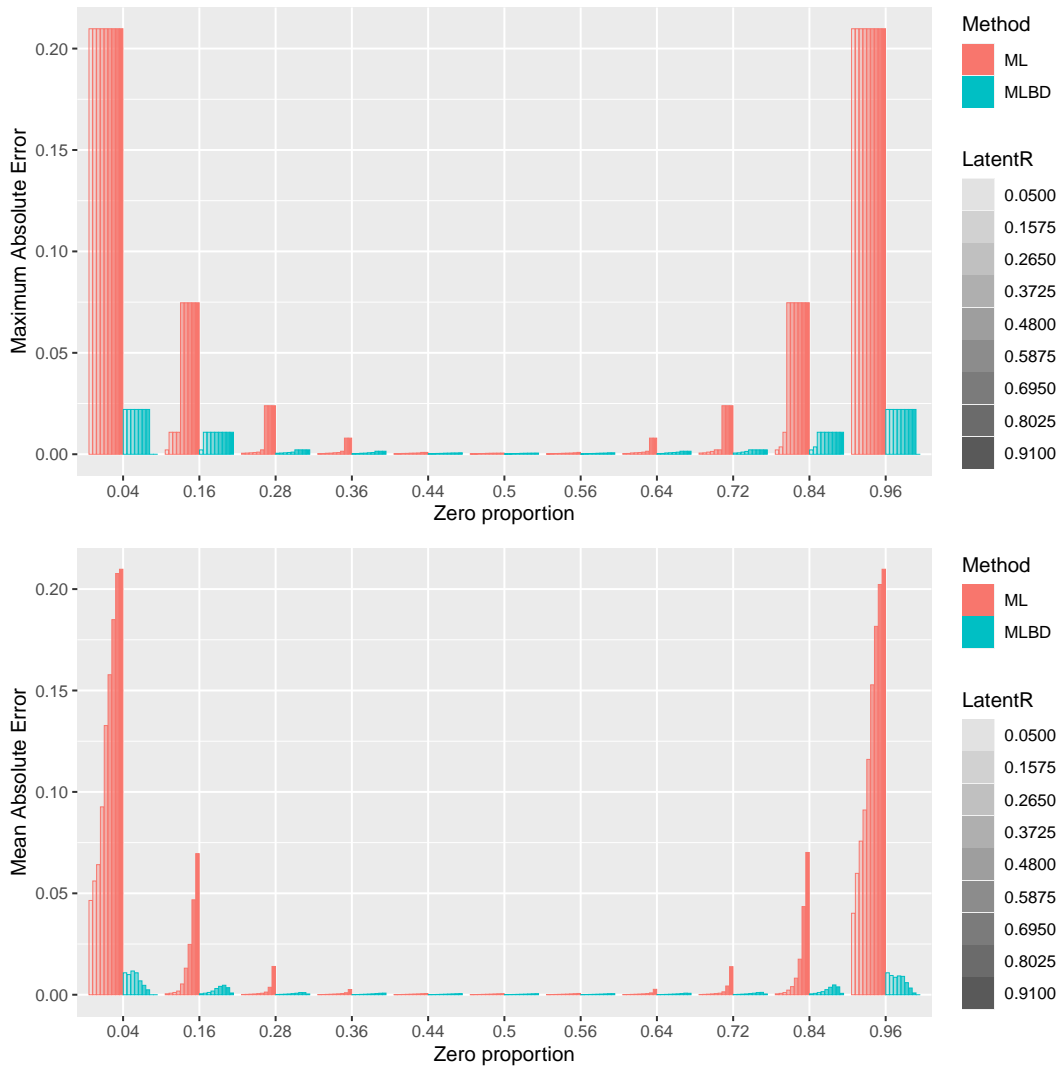 Maximum Absolute Error
0.20
0.15
0.10
0.05
0.00
0.04 0.16 0.28 0.36 0.44 0.5 0.56 0.64 0.72 0.84 0.96
Zero proportion
Method
ML
MLBD
LatentR
0.0500
0.1575
0.2650
0.3725
0.4800
0.5875
0.6950
0.8025
0.9100
Mean Absolute Error
0.20
0.15
0.10
0.05
0.00
0.04 0.16 0.28 0.36 0.44 0.5 0.56 0.64 0.72 0.84 0.96
Zero proportion
Method
ML
MLBD
LatentR
0.0500
0.1575
0.2650
0.3725
0.4800
0.5875
0.6950
0.8025
0.9100